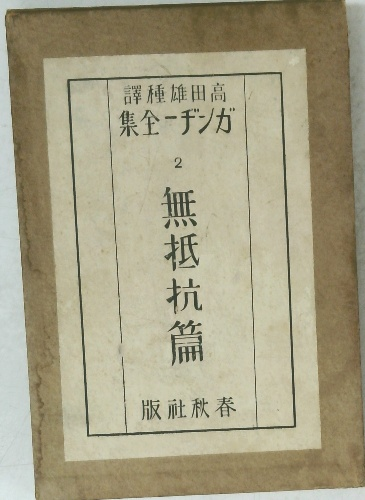 高田雄種譯
ガンヂー全集
2
無抵抗篇
春秋社版